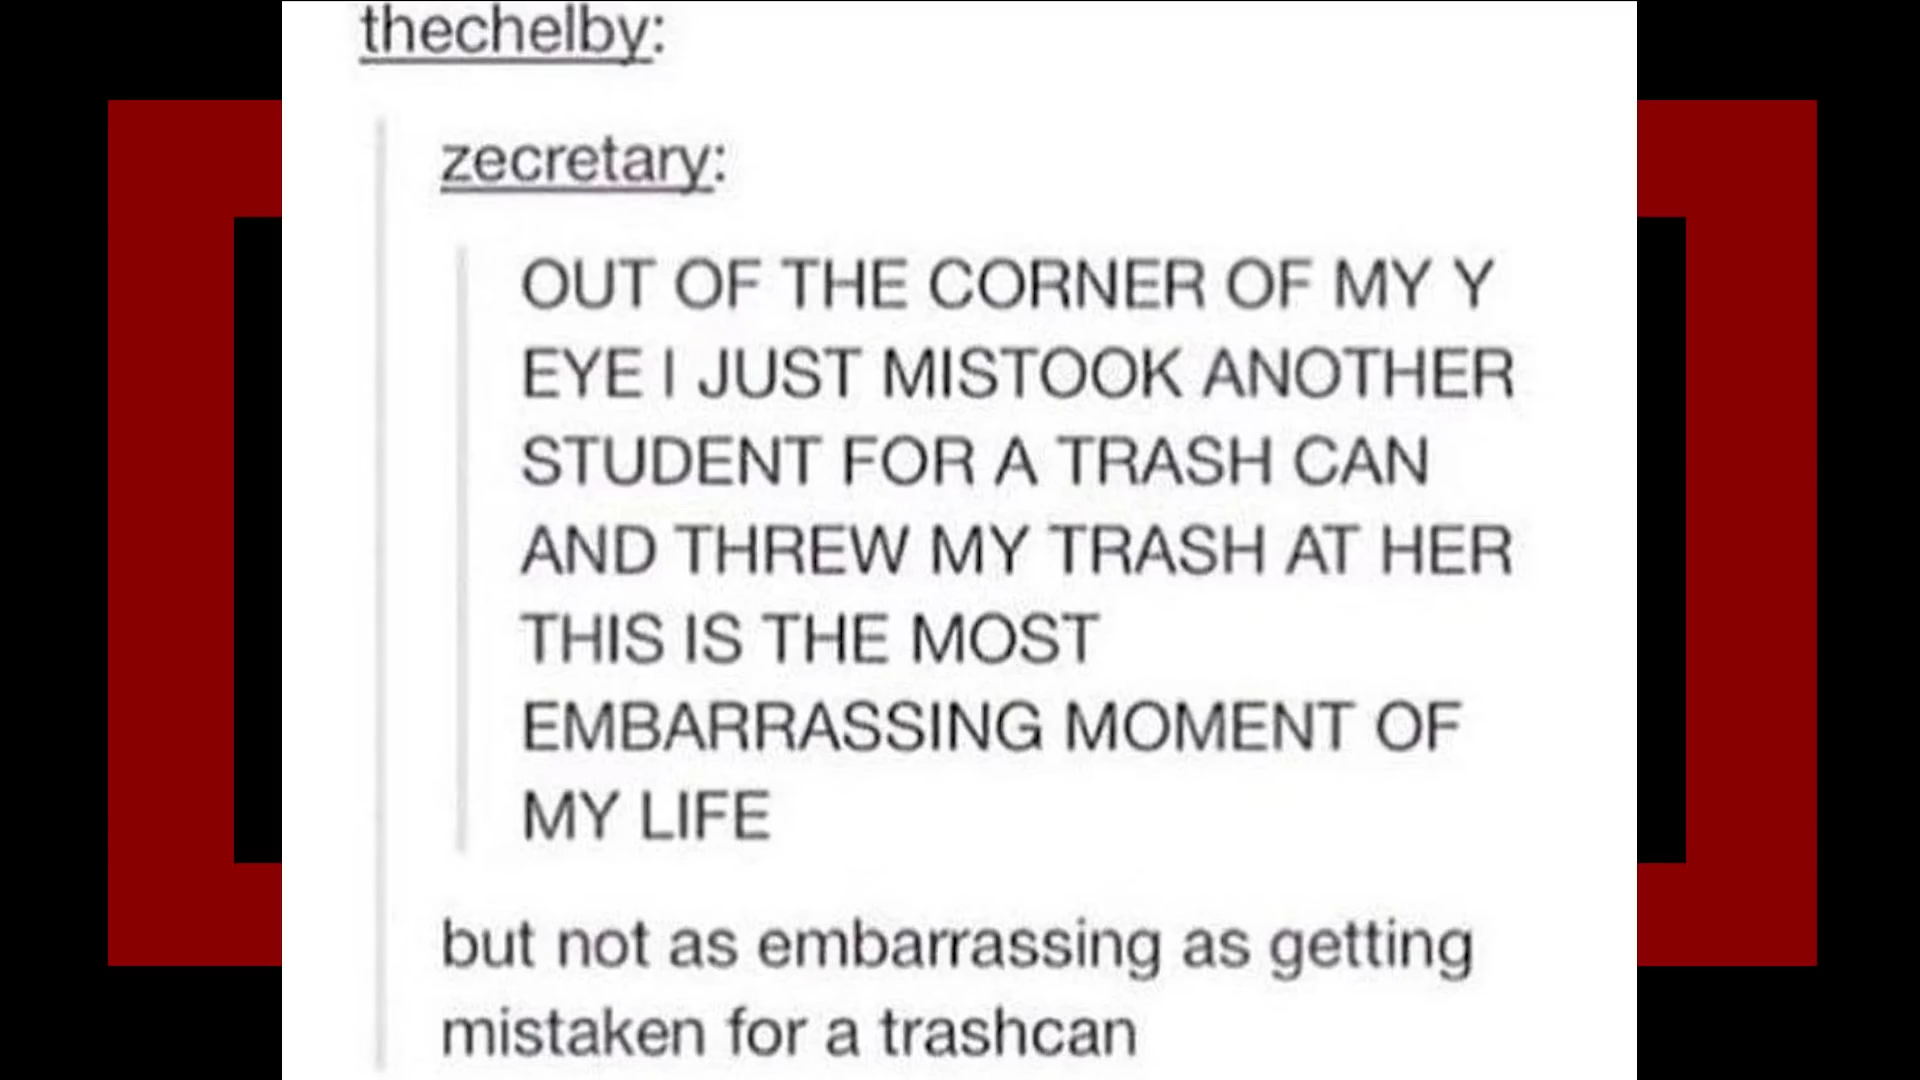 thechelby:
zecretary:
OUT OF THE CORNER OF MY Y
EYE I JUST MISTOOK ANOTHER
STUDENT FOR A TRASH CAN
AND THREW MY TRASH AT HER
THIS IS THE MOST
EMBARRASSING MOMENT OF
MY LIFE
but not as embarrassing as getting
mistaken for a trashcan